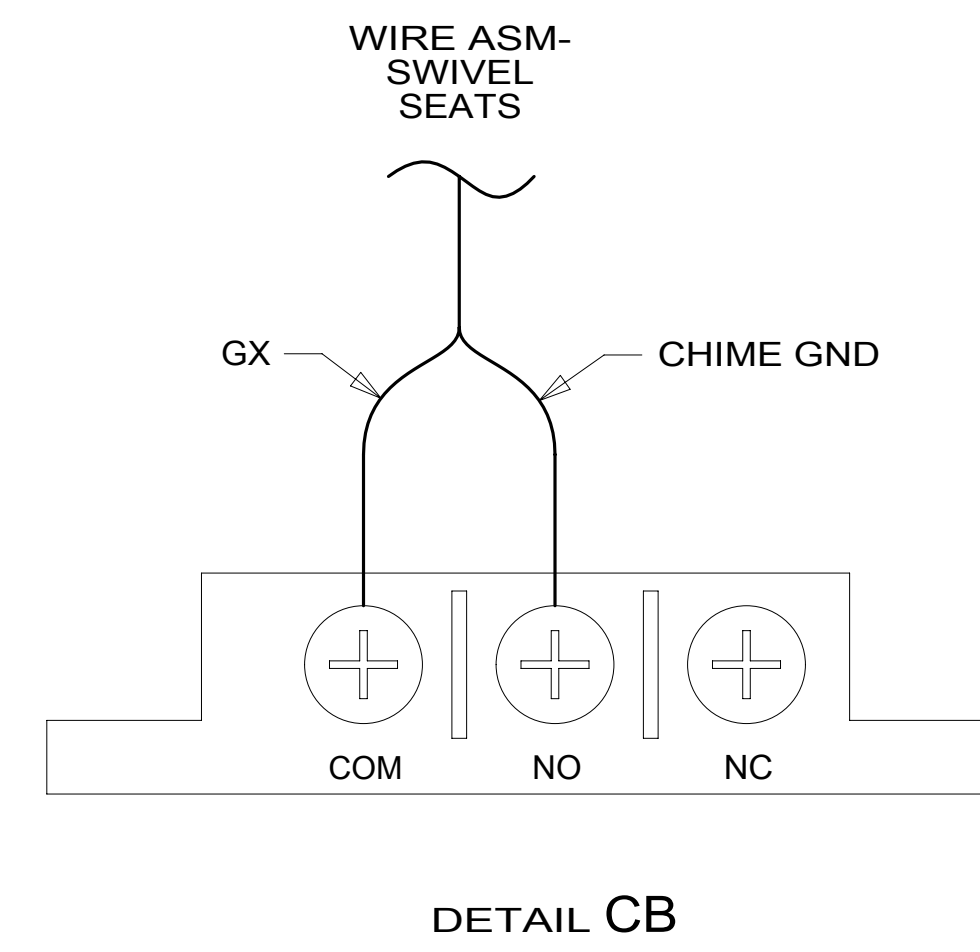 WIRE ASM-
SWIVEL
SEATS
GX
CHIME GND
COM
NO
NC
DETAIL CB